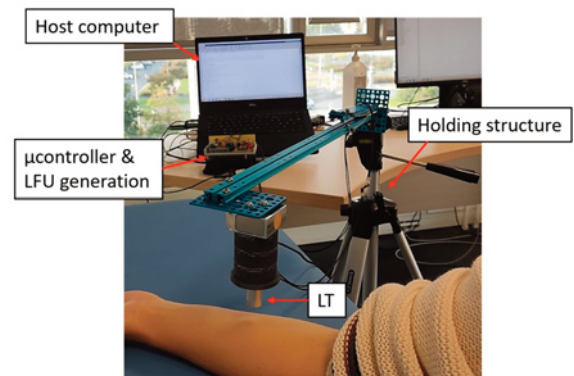 Host computer
Holding structure
µcontroller &
LFU generation
LT